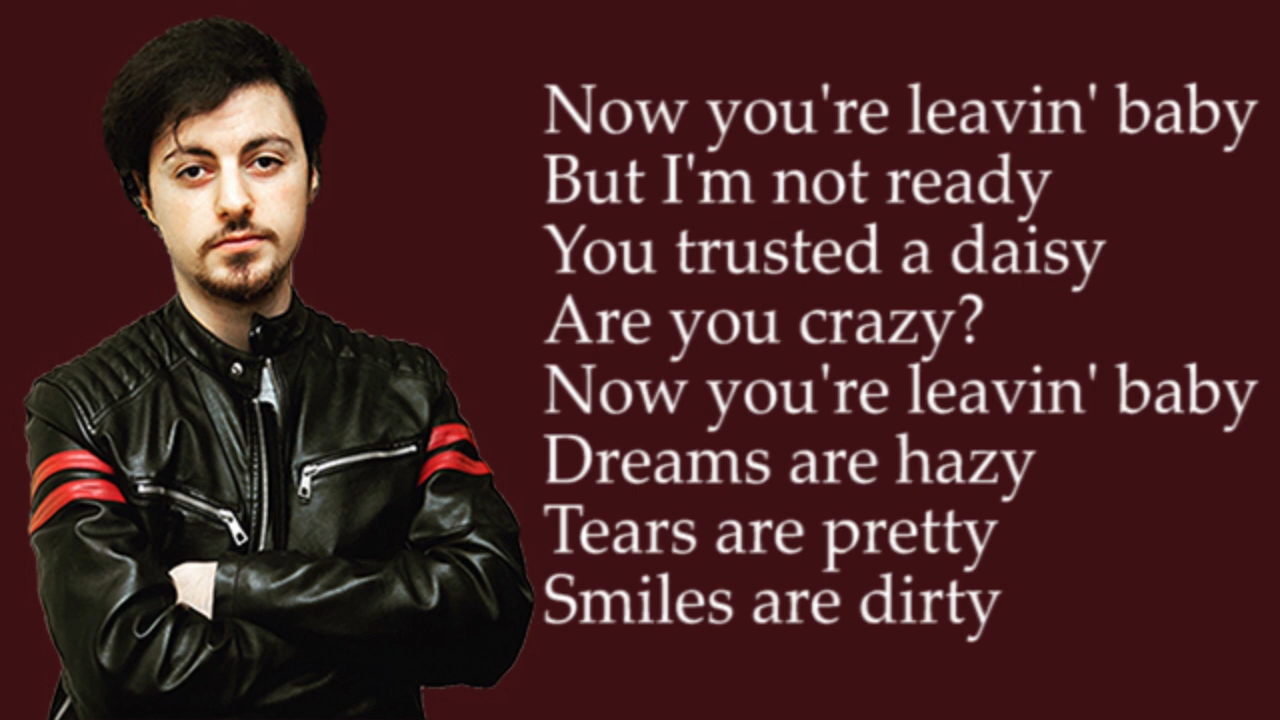 Now you're leavin' baby
But I'm not ready
You trusted a daisy
Are you crazy?
Now you're leavin' baby
Dreams are hazy
Tears are pretty
Smiles are dirty